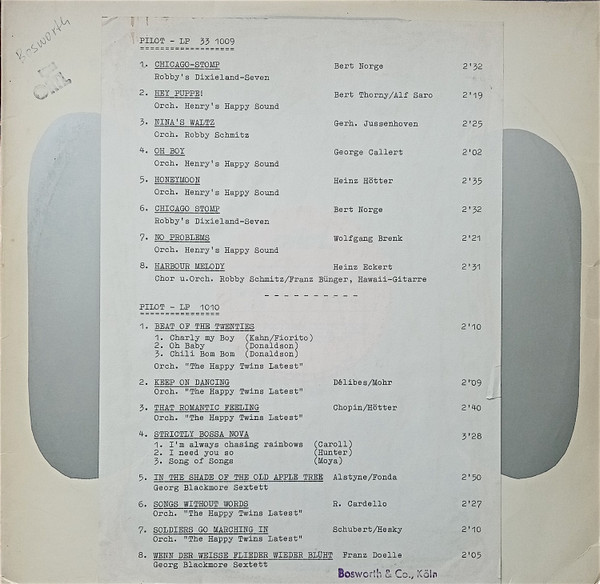 Bosworth
PILOT - LP 33 1009
1. CHICAGO-STOMP Bert Norge 2'32
Robby's Dixieland-Seven
2. HEY PUPPE! Bert Thorny/Alf Saro 2'19
Orch. Henry's Happy Sound
3. NINA'S WALTZ Gerh. Jussenhoven 2'25
Orch. Robby Schmitz
4. OH BOY George Callert 2'02
Orch. Henry's Happy Sound
5. HONEYMOON Heinz Hötter 2'35
Orch. Henry's Happy Sound
6. CHICAGO STOMP Bert Norge 2'32
Robby's Dixieland-Seven
7. NO PROBLEMS Wolfgang Brenk 2'21
Orch. Henry's Happy Sound
8. HARBOUR MELODY Heinz Eckert 2'31
Chor u.Orch. Robby Schmitz/Franz Bünger, Hawaii-Gitarre
PILOT - LP 1010
1. BEAT OF THE TWENTIES 2'10
1. Charly my Boy (Kahn/Fiorito)
2. Oh Baby (Donaldson)
3. Chili Bom Bom (Donaldson)
Orch. "The Happy Twins Latest"
2. KEEP ON DANCING Délibes/Mohr 2'09
Orch. "The Happy Twins Latest"
3. THAT ROMANTIC FEELING Chopin/Hötter 2'40
Orch. "The Happy Twins Latest"
4. STRICTLY BOSSA NOVA 3'28
1. I'm always chasing rainbows (Caroll)
2. I need you so (Hunter)
3. Song of Songs (Moya)
5. IN THE SHADE OF THE OLD APPLE TREE Alstyne/Fonda 2'50
Georg Blackmore Sextett
6. SONGS WITHOUT WORDS R. Cardello 2'27
Orch. "The Happy Twins Latest"
7. SOLDIERS GO MARCHING IN Schubert/Hesky 2'10
Orch. "The Happy Twins Latest"
8. WENN DER WEISSE FLIEDER WIEDER BLÜHT Franz Doelle 2'05
Georg Blackmore Sextett
Bosworth & Co., Köln